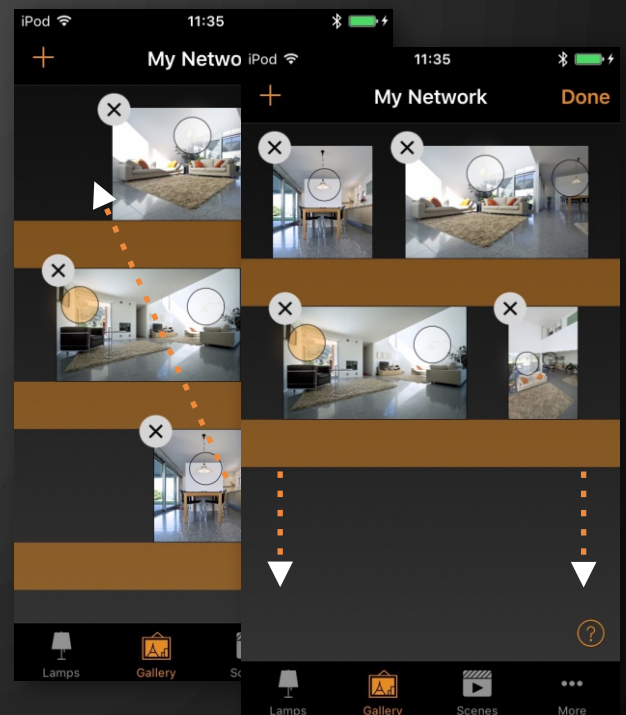 iPod 11:35
My Netwo
Lamps Gallery Sc
iPod 11:35
My Network Done
?
Lamps Gallery Scenes More